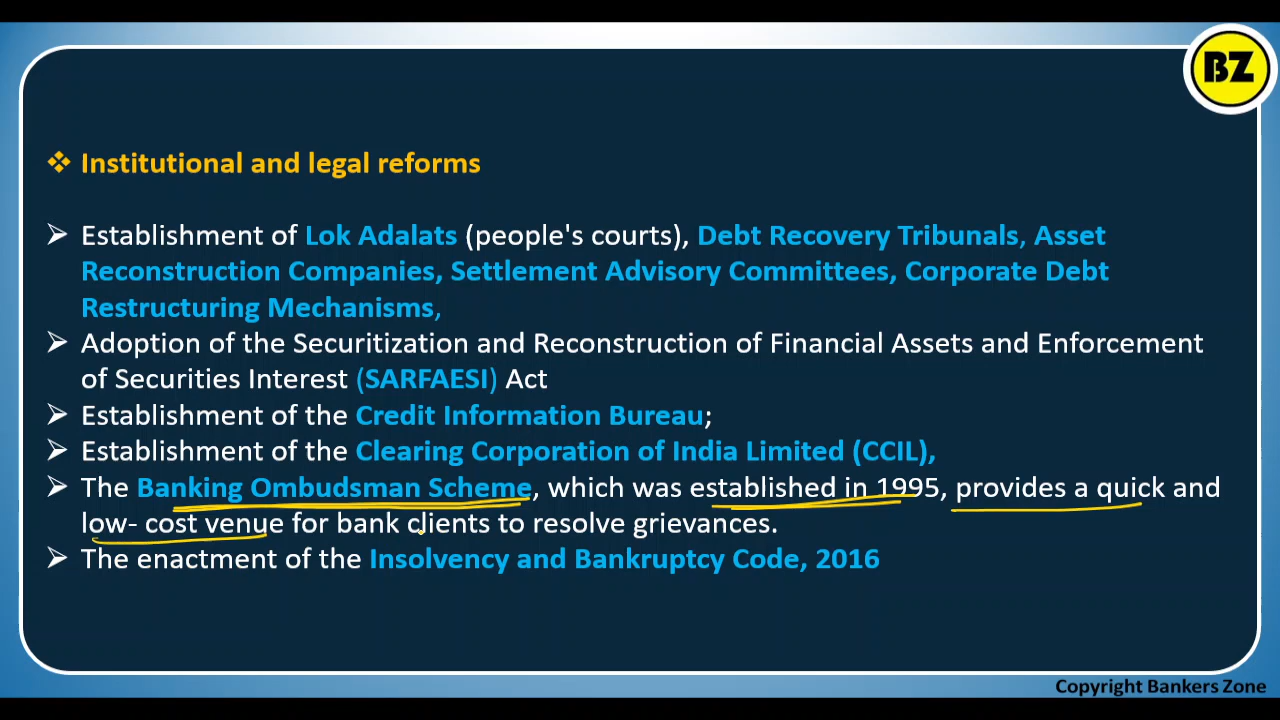 BZ
❖ Institutional and legal reforms
➢ Establishment of Lok Adalats (people's courts), Debt Recovery Tribunals, Asset
Reconstruction Companies, Settlement Advisory Committees, Corporate Debt
Restructuring Mechanisms,
➢ Adoption of the Securitization and Reconstruction of Financial Assets and Enforcement
of Securities Interest (SARFAESI) Act
➢ Establishment of the Credit Information Bureau;
➢ Establishment of the Clearing Corporation of India Limited (CCIL),
➢ The Banking Ombudsman Scheme, which was established in 1995, provides a quick and
low- cost venue for bank clients to resolve grievances.
➢ The enactment of the Insolvency and Bankruptcy Code, 2016
Copyright Bankers Zone